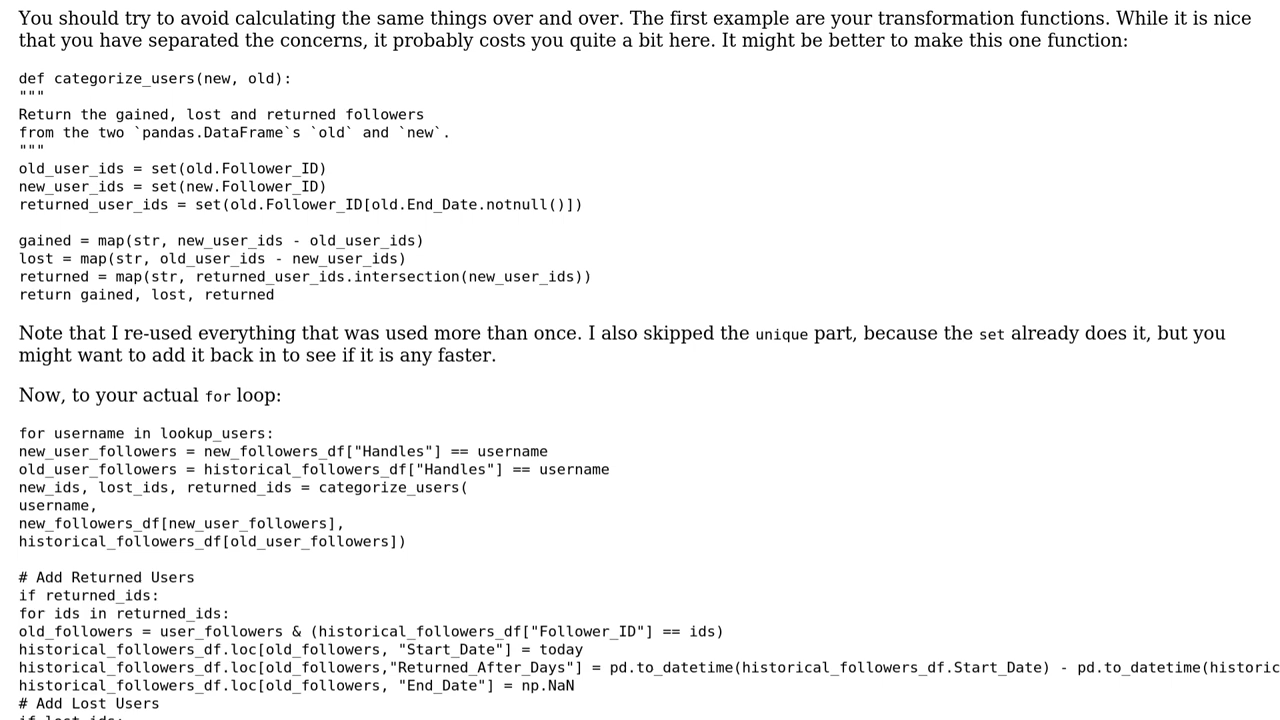 You should try to avoid calculating the same things over and over. The first example are your transformation functions. While it is nice
that you have separated the concerns, it probably costs you quite a bit here. It might be better to make this one function:
def categorize_users(new, old):
"""
Return the gained, lost and returned followers
from the two `pandas.DataFrame`s `old` and `new`.
"""
old_user_ids = set(old.Follower_ID)
new_user_ids = set(new.Follower_ID)
returned_user_ids = set(old.Follower_ID[old.End_Date.notnull()])
gained = map(str, new_user_ids - old_user_ids)
lost = map(str, old_user_ids - new_user_ids)
returned = map(str, returned_user_ids.intersection(new_user_ids))
return gained, lost, returned
Note that I re-used everything that was used more than once. I also skipped the unique part, because the set already does it, but you
might want to add it back in to see if it is any faster.
Now, to your actual for loop:
for username in lookup_users:
new_user_followers = new_followers_df["Handles"] == username
old_user_followers = historical_followers_df["Handles"] == username
new_ids, lost_ids, returned_ids = categorize_users(
username,
new_followers_df[new_user_followers],
historical_followers_df[old_user_followers])
# Add Returned Users
if returned_ids:
for ids in returned_ids:
old_followers = user_followers & (historical_followers_df["Follower_ID"] == ids)
historical_followers_df.loc[old_followers, "Start_Date"] = today
historical_followers_df.loc[old_followers,"Returned_After_Days"] = pd.to_datetime(historical_followers_df.Start_Date) - pd.to_datetime(historic
historical_followers_df.loc[old_followers, "End_Date"] = np.NaN
# Add Lost Users
if lost_ids: